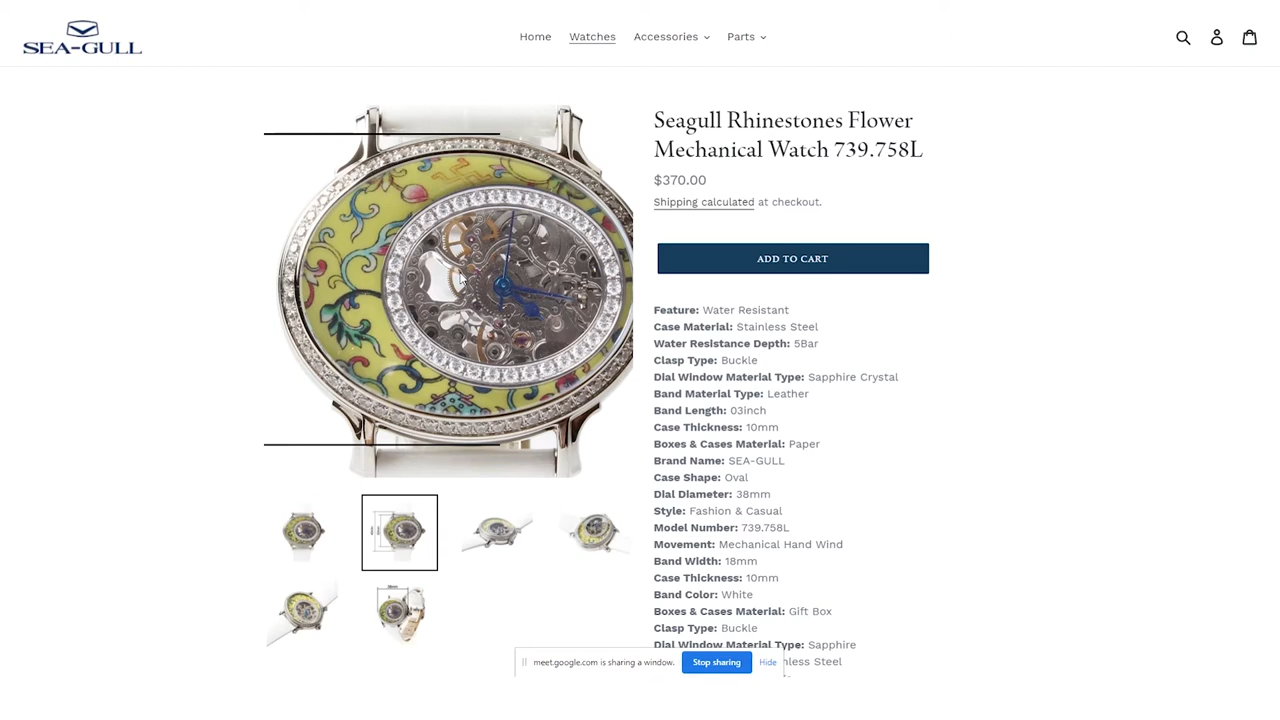 SEA-GULL
Home
Watches
Accessories
Parts
Seagull Rhinestones Flower
Mechanical Watch 739.758L
$370.00
Shipping calculated at checkout.
ADD TO CART
Feature: Water Resistant
Case Material: Stainless Steel
Water Resistance Depth: 5Bar
Clasp Type: Buckle
Dial Window Material Type: Sapphire Crystal
Band Material Type: Leather
Band Length: 03inch
Case Thickness: 10mm
Boxes & Cases Material: Paper
Brand Name: SEA-GULL
Case Shape: Oval
Dial Diameter: 38mm
Style: Fashion & Casual
Model Number: 739.758L
Movement: Mechanical Hand Wind
Band Width: 18mm
Case Thickness: 10mm
Band Color: White
Boxes & Cases Material: Gift Box
Clasp Type: Buckle
Dial Window Material Type: Sapphire
meet.google.com is sharing a window.
Stop sharing
Hide
Steel